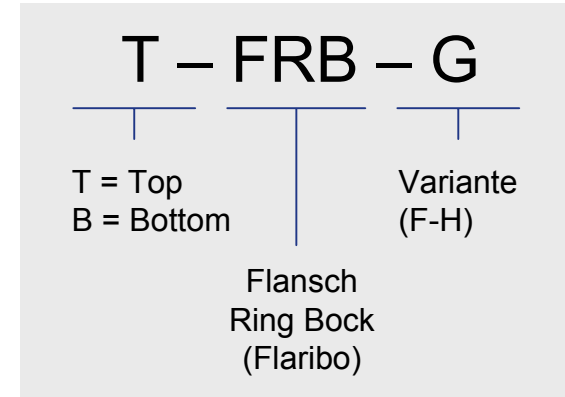 T – FRB – G
T = Top
B = Bottom
Flansch
Ring Bock
(Flaribo)
Variante
(F-H)